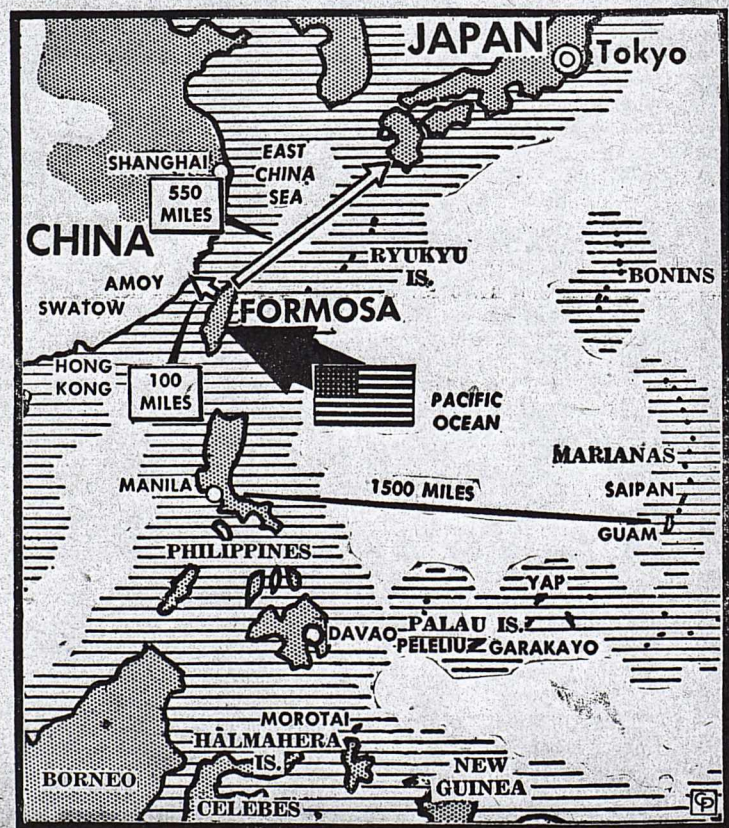 JAPAN
Tokyo
SHANGHAI
EAST
CHINA
SEA
550
MILES
CHINA
RYUKYU
IS.
BONINS
AMOY
SWATOW
FORMOSA
HONG
KONG
100
MILES
PACIFIC
OCEAN
MARIANAS
MANILA
1500 MILES
SAIPAN
GUAM
PHILIPPINES
YAP
DAVAO
PALAU IS.
PELELIU
GARAKAYO
MOROTAI
HALMAHERA
IS.
BORNEO
CELEBES
NEW
GUINEA
CP